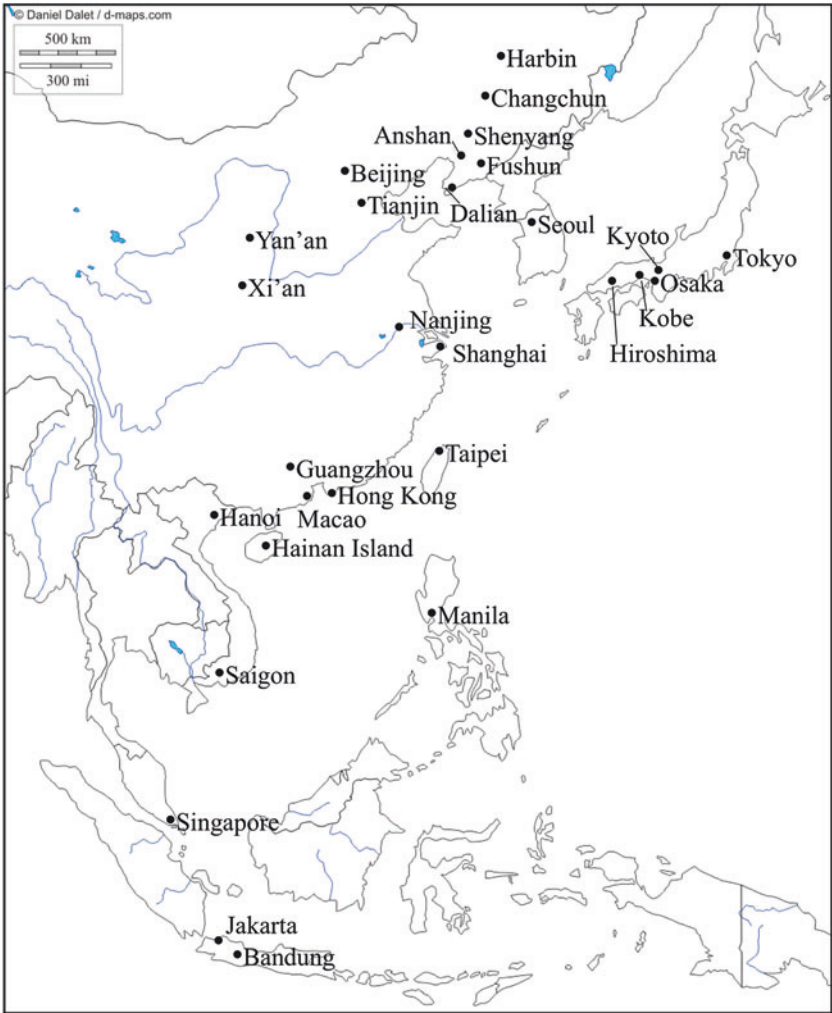 © Daniel Dalet / d-maps.com
500 km
300 mi
Harbin
Changchun
Shenyang
Anshan
Fushun
Beijing
Tianjin
Dalian
Seoul
Yan’an
Kyoto
Tokyo
Xi’an
Osaka
Kobe
Nanjing
Hiroshima
Shanghai
Taipei
Guangzhou
Hong Kong
Hanoi
Macao
Hainan Island
Manila
Saigon
Singapore
Jakarta
Bandung